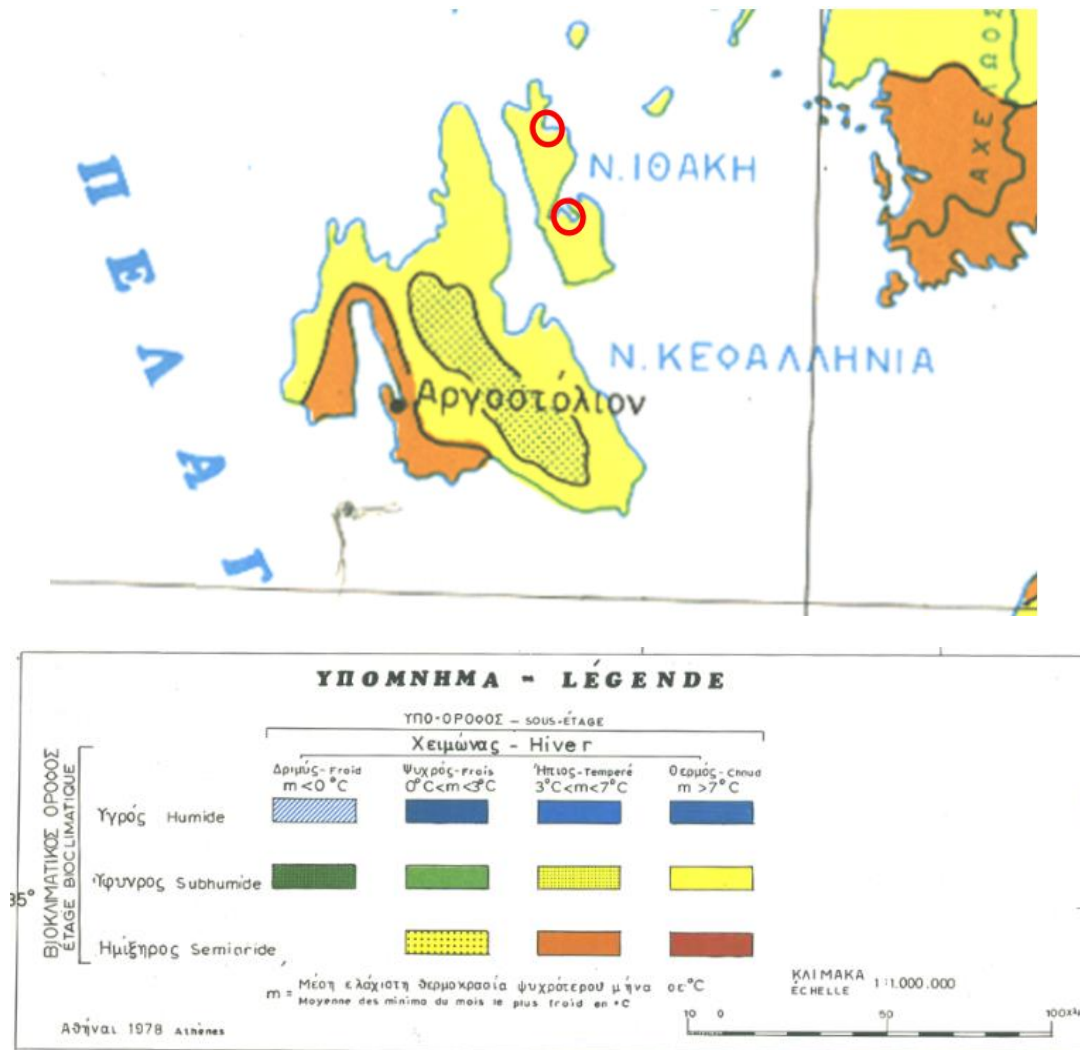 Ν. ΙΘΑΚΗ
ΑΧΕΛΩΟΣ
Ν. ΚΕΦΑΛΛΗΝΙΑ
Αργοστόλιον
ΠΕΛΑΓ
ΥΠΟΜΝΗΜΑ - LÉGENDE
ΥΠΟ-ΟΡΟΦΟΣ - SOUS-ÉTAGE
Χειμώνας - Hiver
Δριμύς-Froid Ψυχρός-Frais Ήπιος-Temperé Θερμός-Chaud
m<0 °C 0°C<m<3°C 3°C<m<7°C m >7°C
ΒΙΟΚΛΙΜΑΤΙΚΟΣ ΟΡΟΦΟΣ
ÉTAGE BIOCLIMATIQUE
Υγρός Humide
Ύφυγρος Subhumide
35°
Ημίξηρος Semiaride
m = Μέση ελάχιστη θερμοκρασία ψυχρότερου μήνα σε °C
Moyenne des minima du mois le plus froid en °C
ΚΛΙΜΑΚΑ
ÉCHELLE 1:1.000.000
10 0 50 100χλ
Αθήναι 1978 Athènes